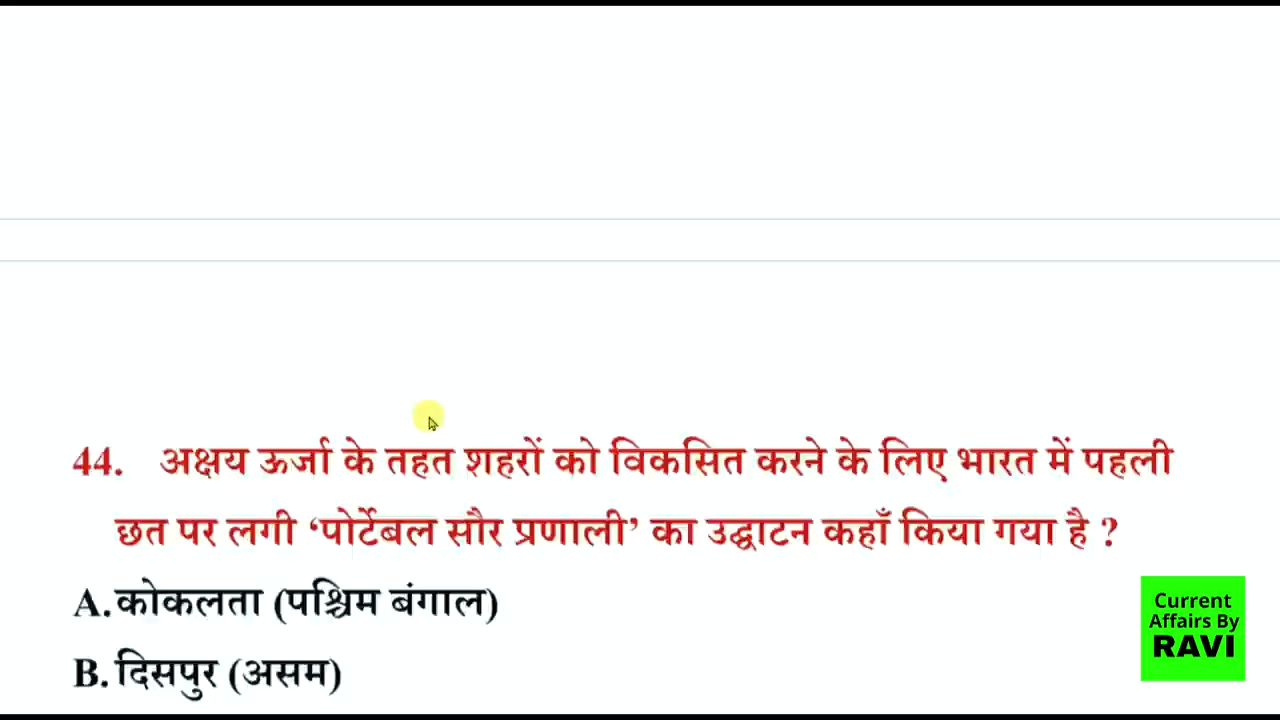 44. अक्षय ऊर्जा के तहत शहरों को विकसित करने के लिए भारत में पहली
छत पर लगी ‘पोर्टेबल सौर प्रणाली’ का उद्घाटन कहाँ किया गया है ?
A.कोकलता (पश्चिम बंगाल)
B.दिसपुर (असम)
Current
Affairs By
RAVI